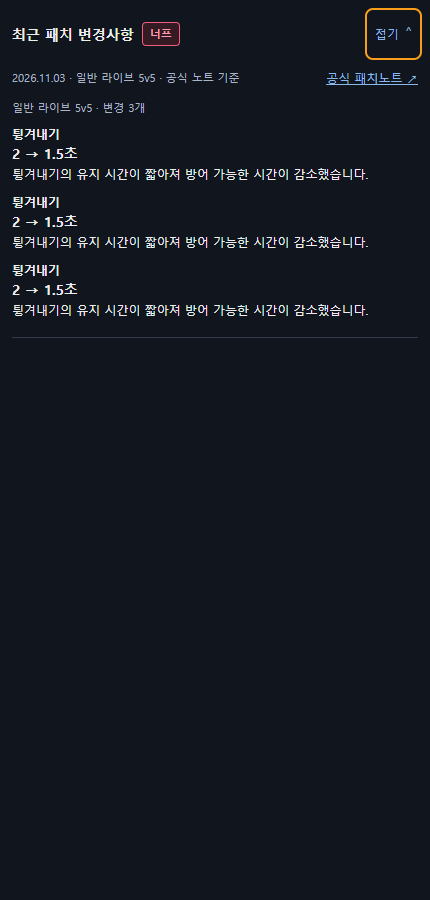 최근 패치 변경사항 너프 접기 ^
2026.11.03 · 일반 라이브 5v5 · 공식 노트 기준 공식 패치노트 ↗
일반 라이브 5v5 · 변경 3개
튕겨내기
2 → 1.5초
튕겨내기의 유지 시간이 짧아져 방어 가능한 시간이 감소했습니다.
튕겨내기
2 → 1.5초
튕겨내기의 유지 시간이 짧아져 방어 가능한 시간이 감소했습니다.
튕겨내기
2 → 1.5초
튕겨내기의 유지 시간이 짧아져 방어 가능한 시간이 감소했습니다.